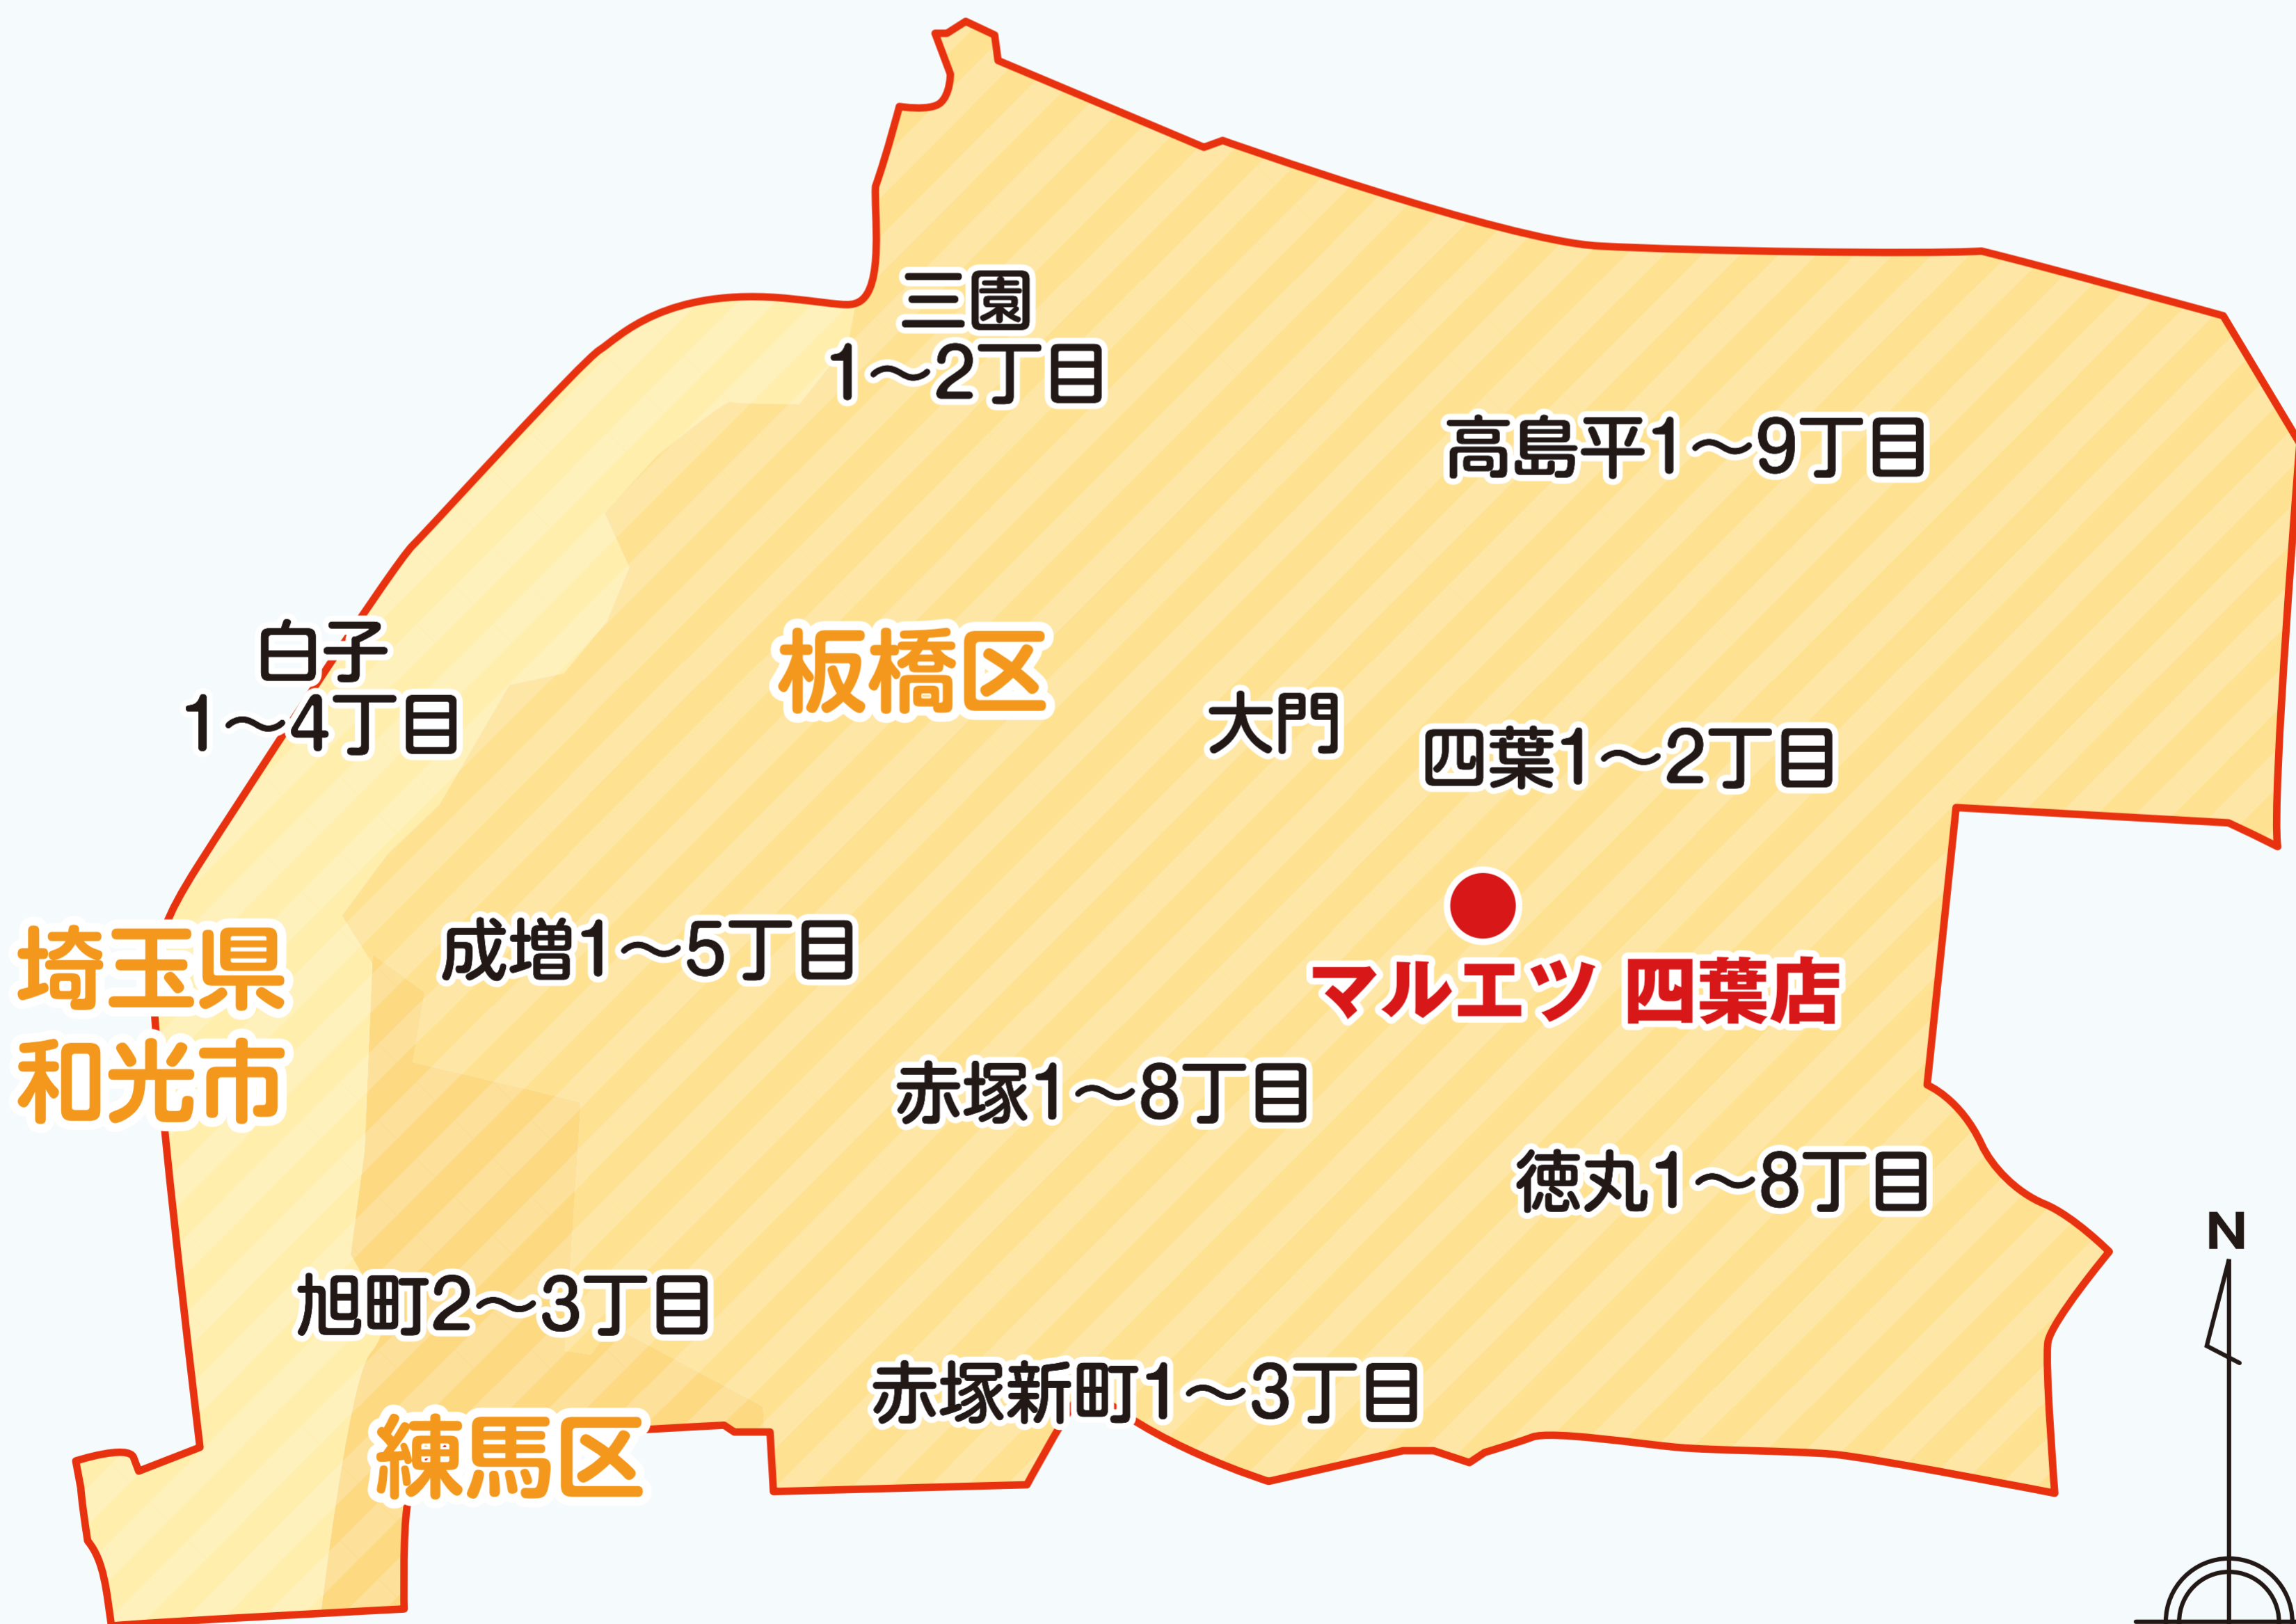 三園
1～2丁目
高島平1～9丁目
白子
1～4丁目
板橋区
大門
四葉1～2丁目
埼玉県
和光市
成増1～5丁目
マルエツ 四葉店
赤塚1～8丁目
徳丸1～8丁目
N
旭町2～3丁目
赤塚新町1～3丁目
練馬区